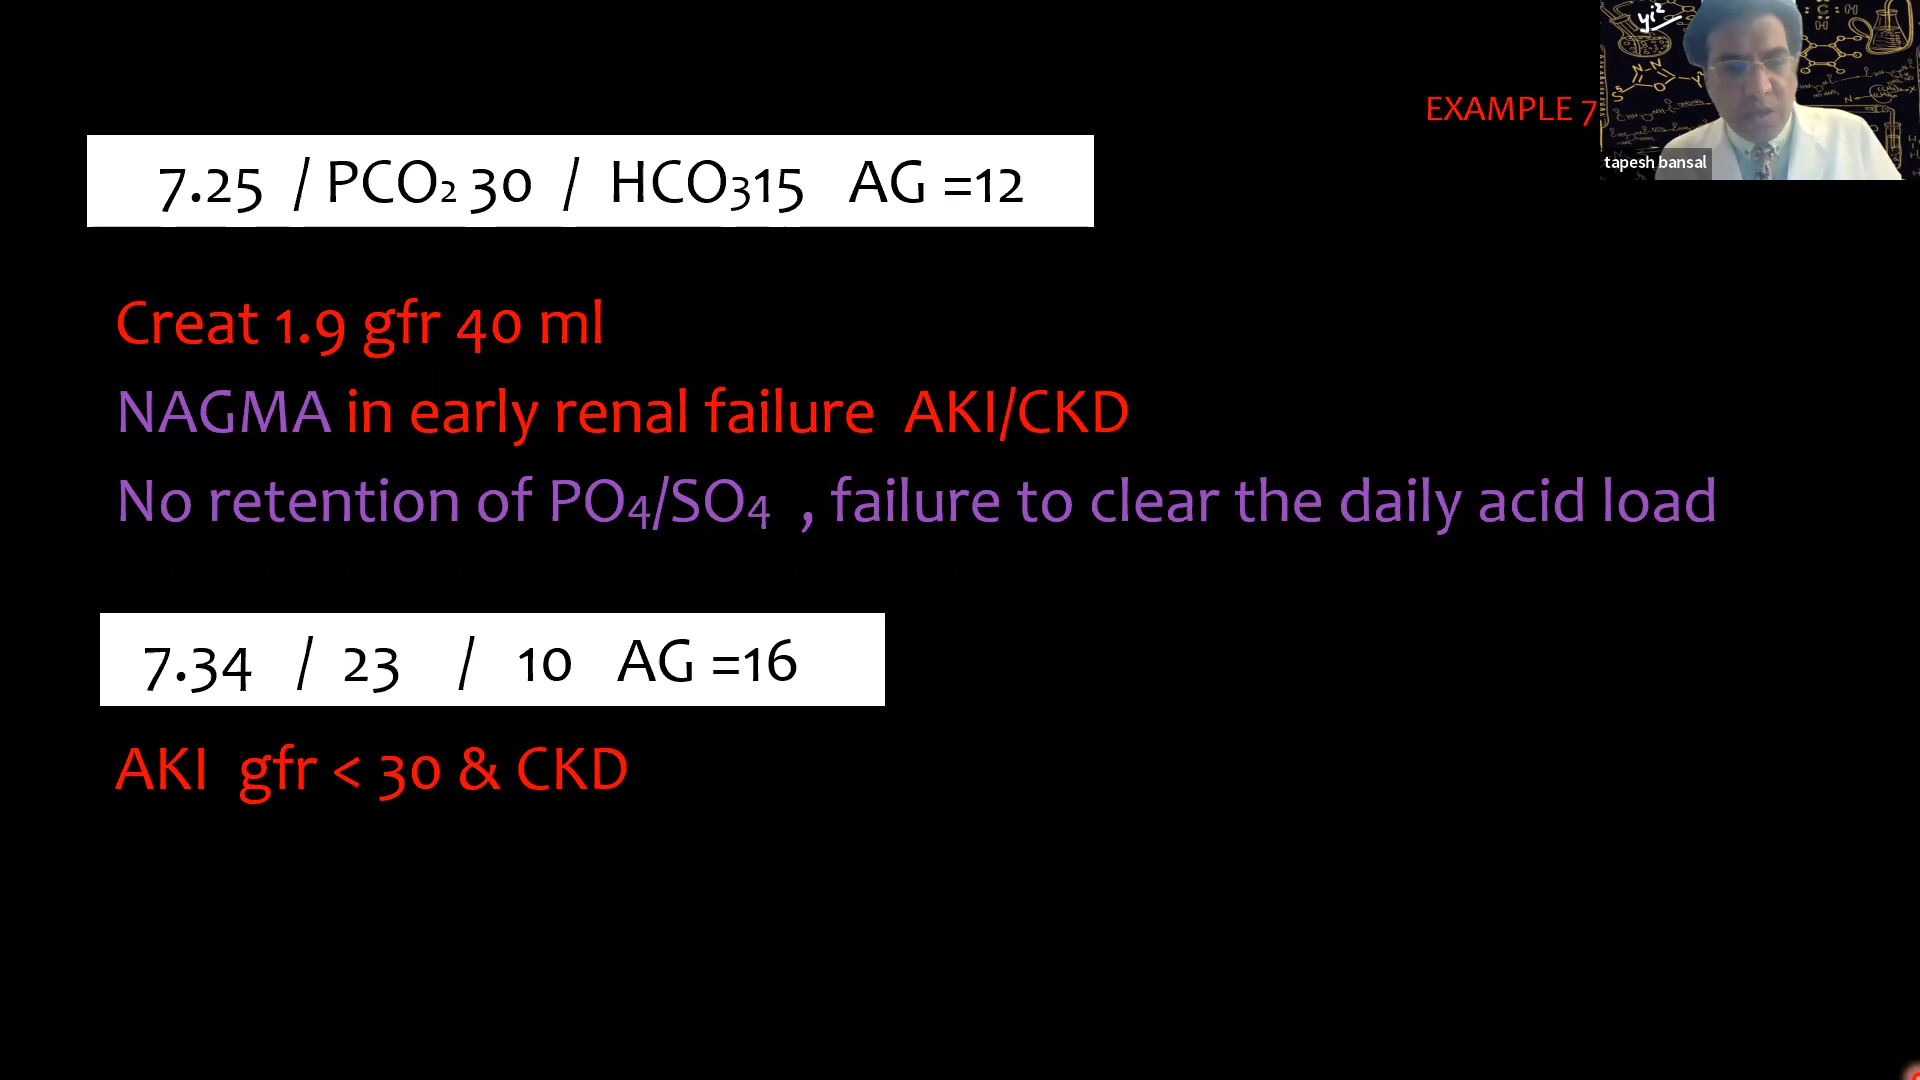 EXAMPLE 7
tapesh bansal
7.25 / PCO₂ 30 / HCO₃15 AG =12
Creat 1.9 gfr 40 ml
NAGMA in early renal failure AKI/CKD
No retention of PO4/SO4 , failure to clear the daily acid load
7.34 / 23 / 10 AG =16
AKI gfr < 30 & CKD